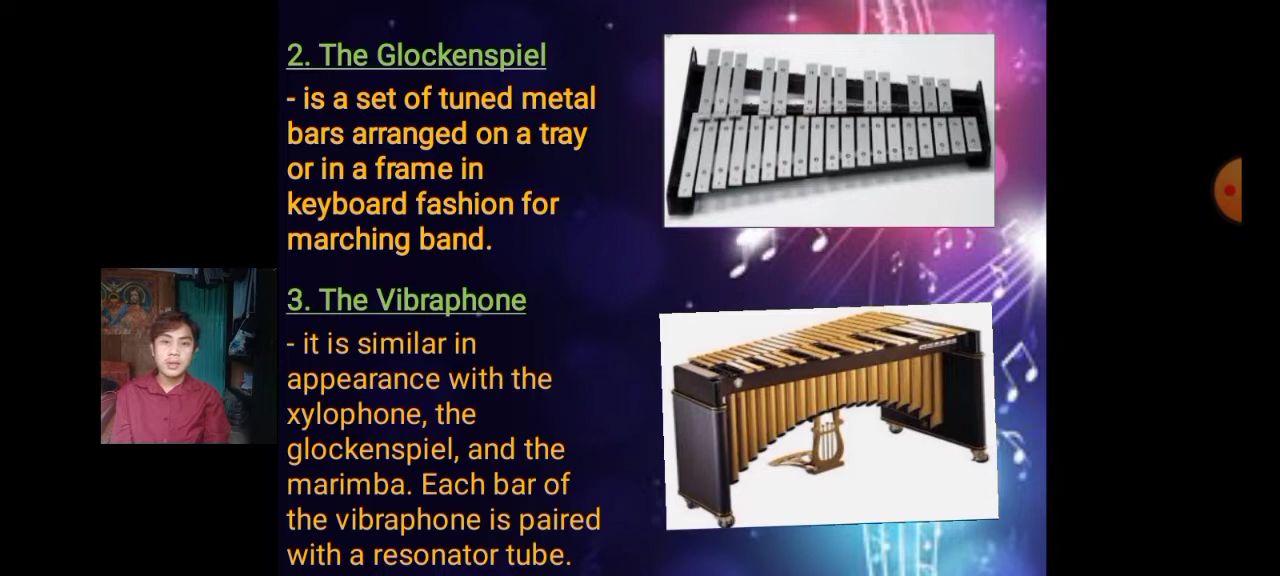 2. The Glockenspiel
- is a set of tuned metal
bars arranged on a tray
or in a frame in
keyboard fashion for
marching band.
3. The Vibraphone
- it is similar in
appearance with the
xylophone, the
glockenspiel, and the
marimba. Each bar of
the vibraphone is paired
with a resonator tube.